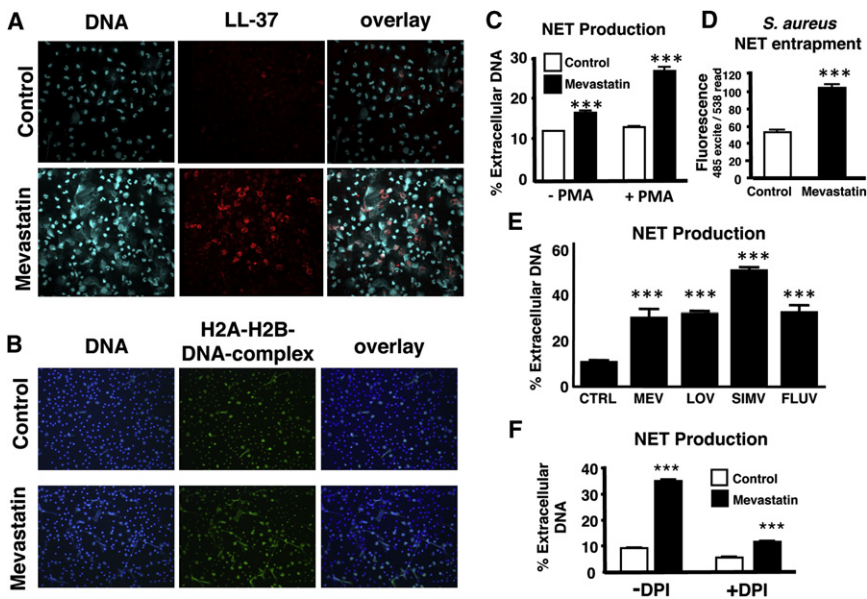 A
DNA
LL-37
overlay
Control
Mevastatin
B
DNA
H2A-H2B-
DNA-complex
overlay
Control
Mevastatin
C
NET Production
% Extracellular DNA
30
20
10
0
Control
Mevastatin
***
***
- PMA
+ PMA
D
S. aureus
NET entrapment
Fluorescence
485 excite / 538 read
120
100
80
60
40
20
0
***
Control
Mevastatin
E
NET Production
% Extracellular DNA
60
40
20
0
***
***
***
***
CTRL
MEV
LOV
SIMV
FLUV
F
NET Production
% Extracellular
DNA
40
30
20
10
0
***
***
Control
Mevastatin
-DPI
+DPI